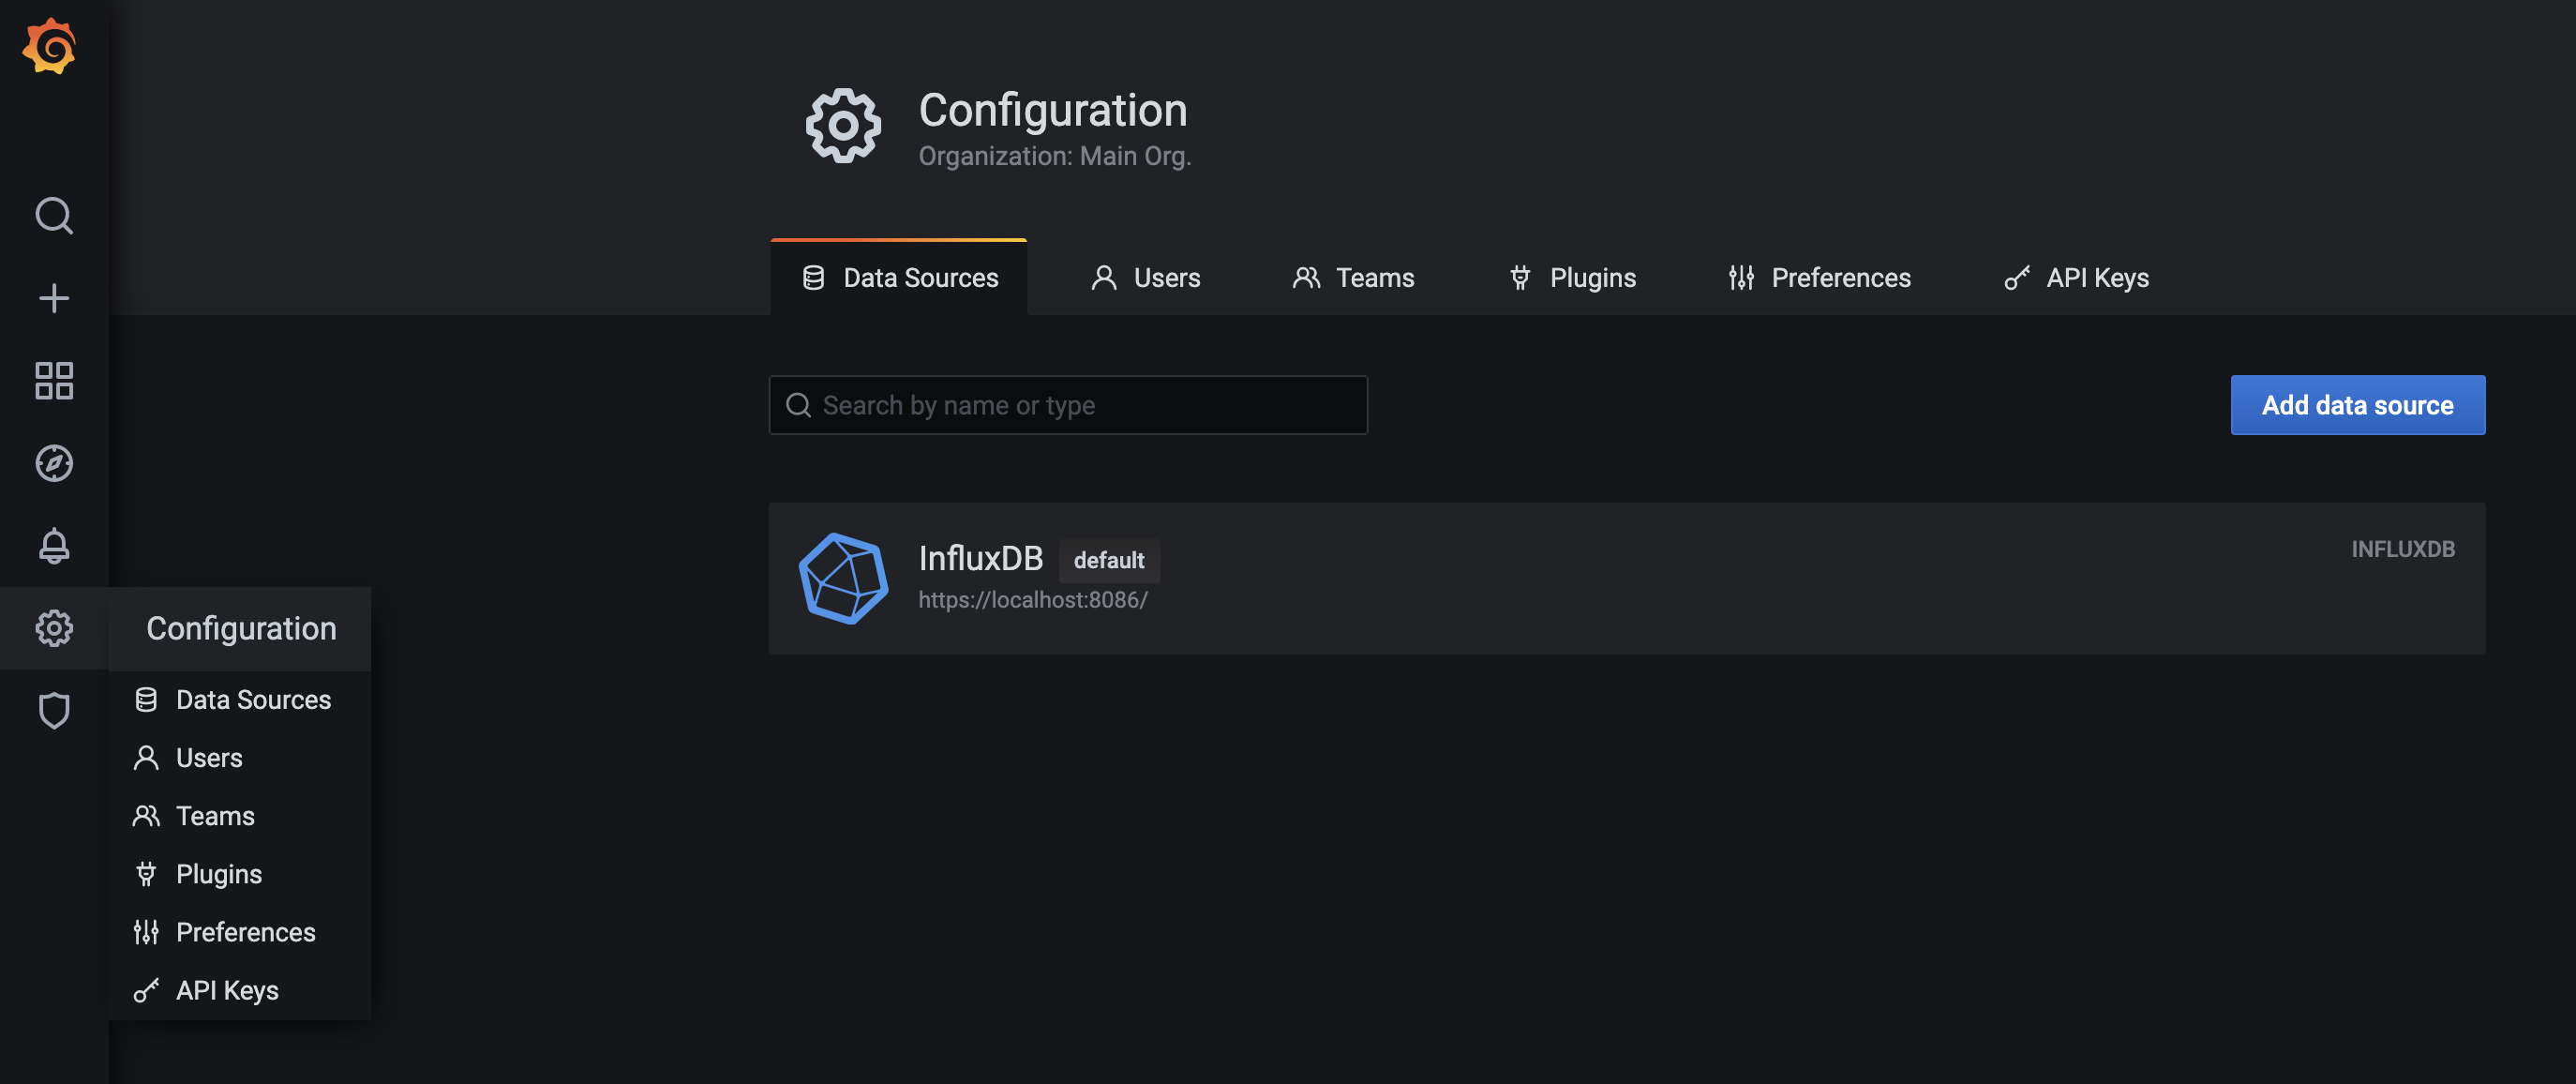 Configuration
Organization: Main Org.
Data Sources
Users
Teams
Plugins
Preferences
API Keys
Search by name or type
Add data source
InfluxDB
default
INFLUXDB
https://localhost:8086/
Configuration
Data Sources
Users
Teams
Plugins
Preferences
API Keys